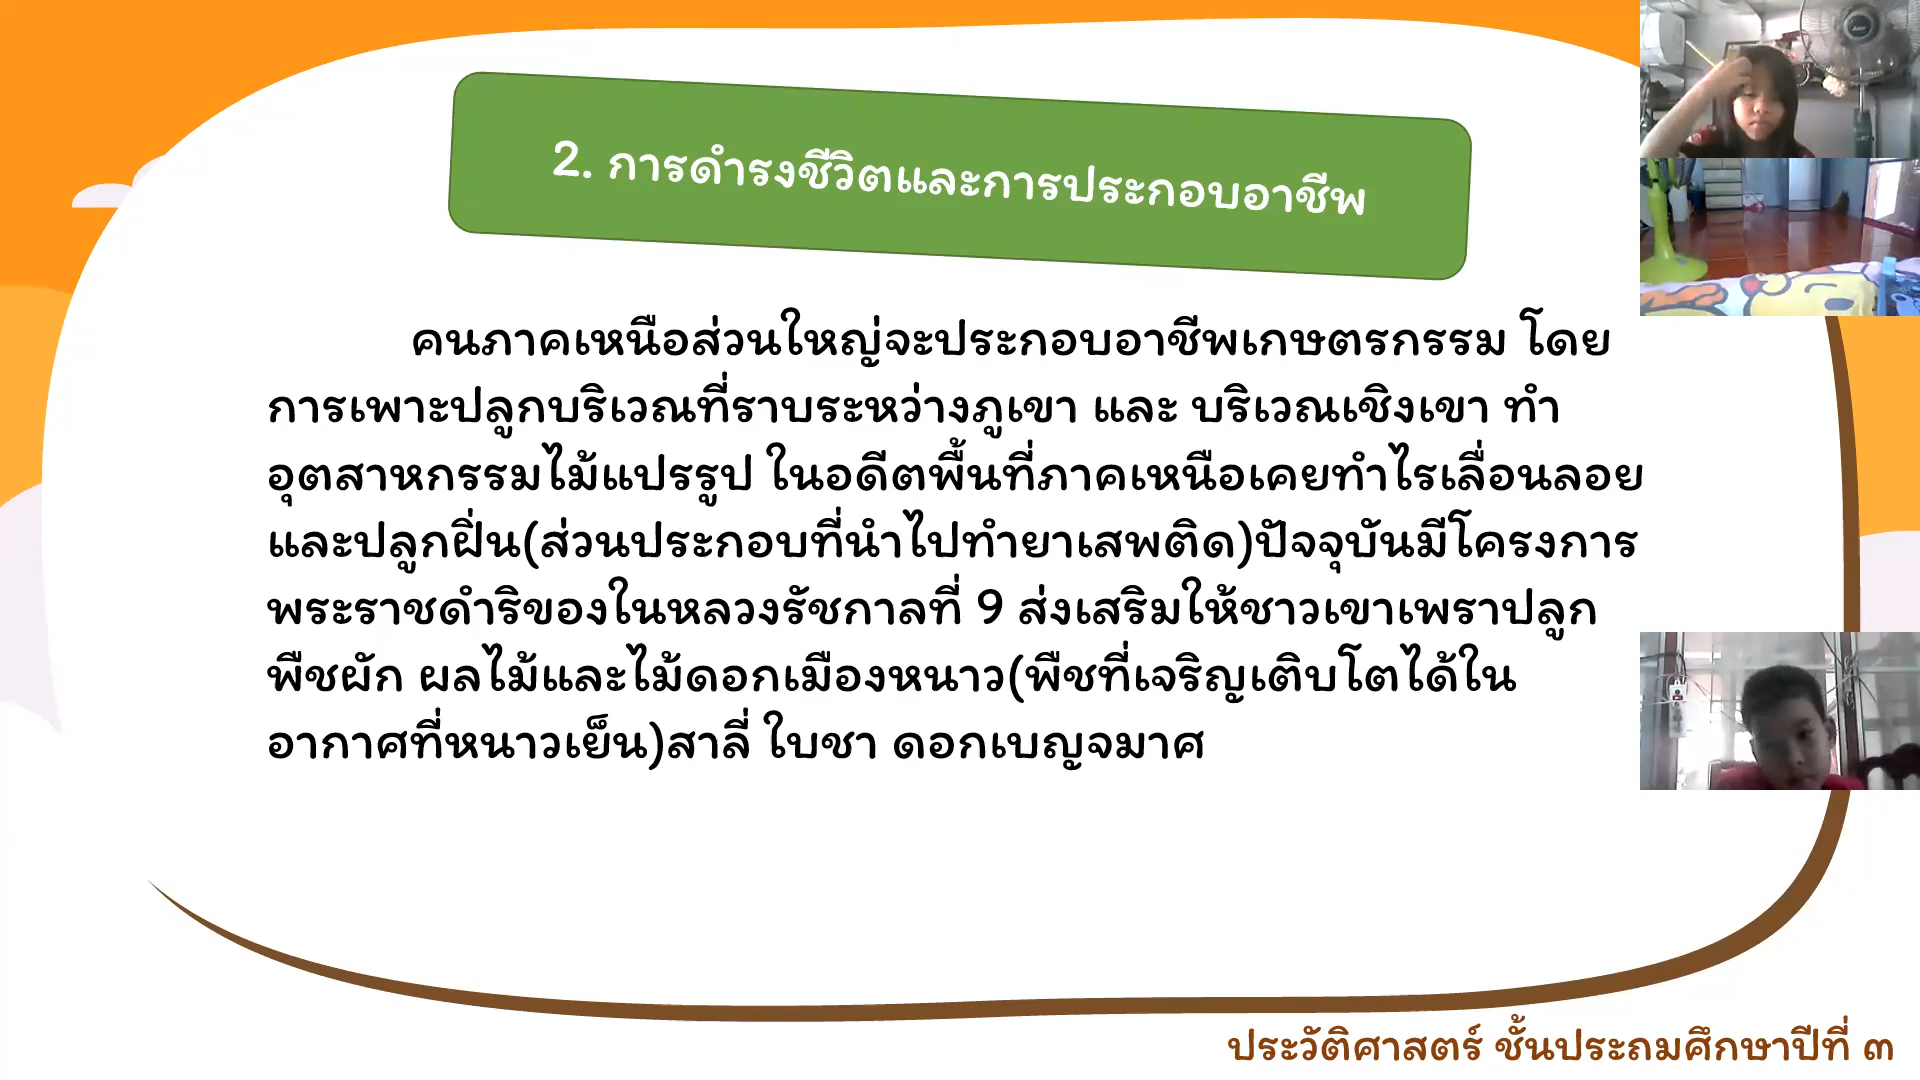 2. การดำรงชีวิตและการประกอบอาชีพ
คนภาคเหนือส่วนใหญ่จะประกอบอาชีพเกษตรกรรม โดย
การเพาะปลูกบริเวณที่ราบระหว่างภูเขา และ บริเวณเชิงเขา ทำ
อุตสาหกรรมไม้แปรรูป ในอดีตพื้นที่ภาคเหนือเคยทำไรเลื่อนลอย
และปลูกฝิ่น(ส่วนประกอบที่นำไปทำยาเสพติด)ปัจจุบันมีโครงการ
พระราชดำริของในหลวงรัชกาลที่ 9 ส่งเสริมให้ชาวเขาเพราปลูก
พืชผัก ผลไม้และไม้ดอกเมืองหนาว(พืชที่เจริญเติบโตได้ใน
อากาศที่หนาวเย็น)สาลี่ ใบชา ดอกเบญจมาศ
ประวัติศาสตร์ ชั้นประถมศึกษาปีที่ ๓